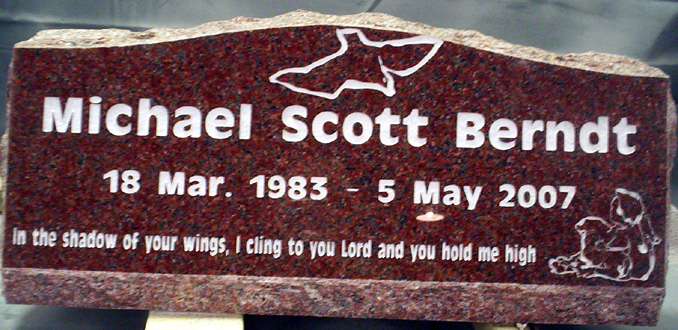 Michael Scott Berndt
18 Mar. 1983 - 5 May 2007
In the shadow of your wings, I cling to you Lord and you hold me high